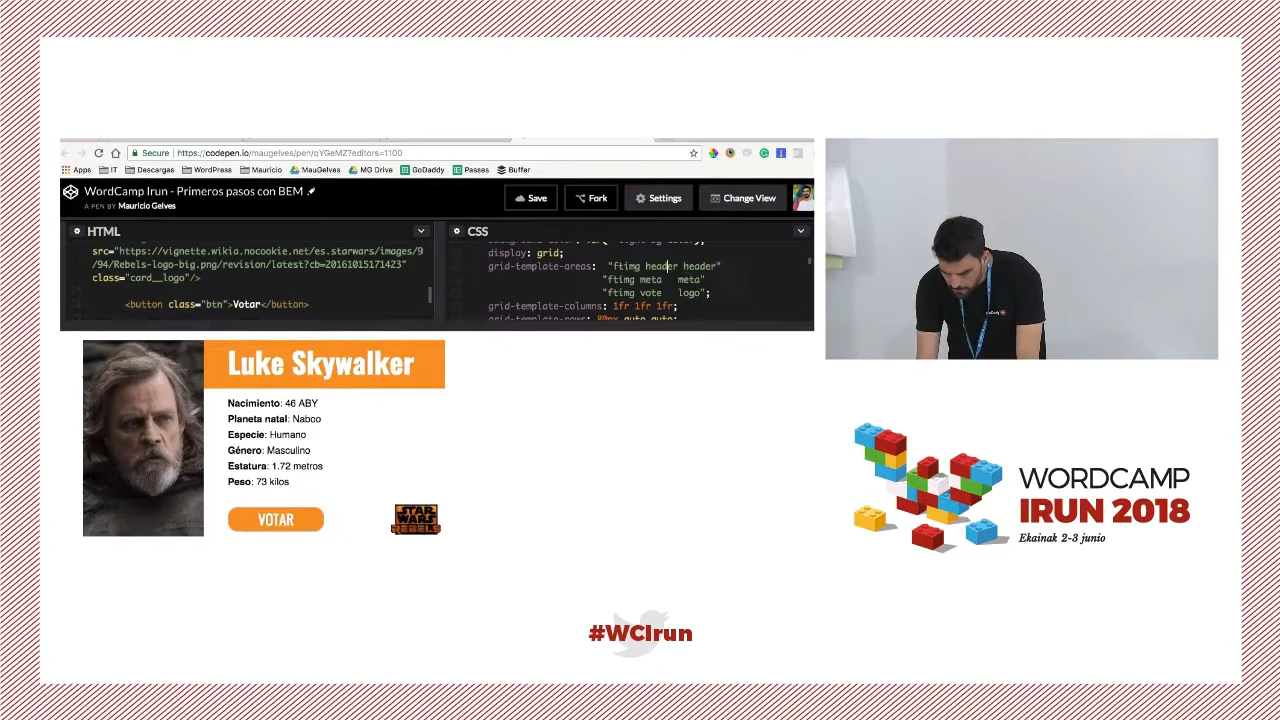 Secure https://codepen.io/maugelves/pen/qYGeMZ?editors=1100
Apps IT Descargas WordPress Mauricio MauGelves MG Drive GoDaddy Passes Buffer
WordCamp Irun - Primeros pasos con BEM
A PEN BY Mauricio Gelves
Save Fork Settings Change View
HTML
src="https://vignette.wikia.nocookie.net/es.starwars/images/9
/94/Rebels-logo-big.png/revision/latest?cb=20161015171423"
class="card__logo"/>
<button class="btn">Votar</button>
CSS
display: grid;
grid-template-areas: "ftimg header header"
"ftimg meta meta"
"ftimg vote logo";
grid-template-columns: 1fr 1fr 1fr;
grid-template-rows: 80px auto auto;
Luke Skywalker
Nacimiento: 46 ABY
Planeta natal: Naboo
Especie: Humano
Género: Masculino
Estatura: 1.72 metros
Peso: 73 kilos
VOTAR
STAR
WARS
REBELS
WORDCAMP
IRUN 2018
Ekainak 2-3 junio
#WCIrun